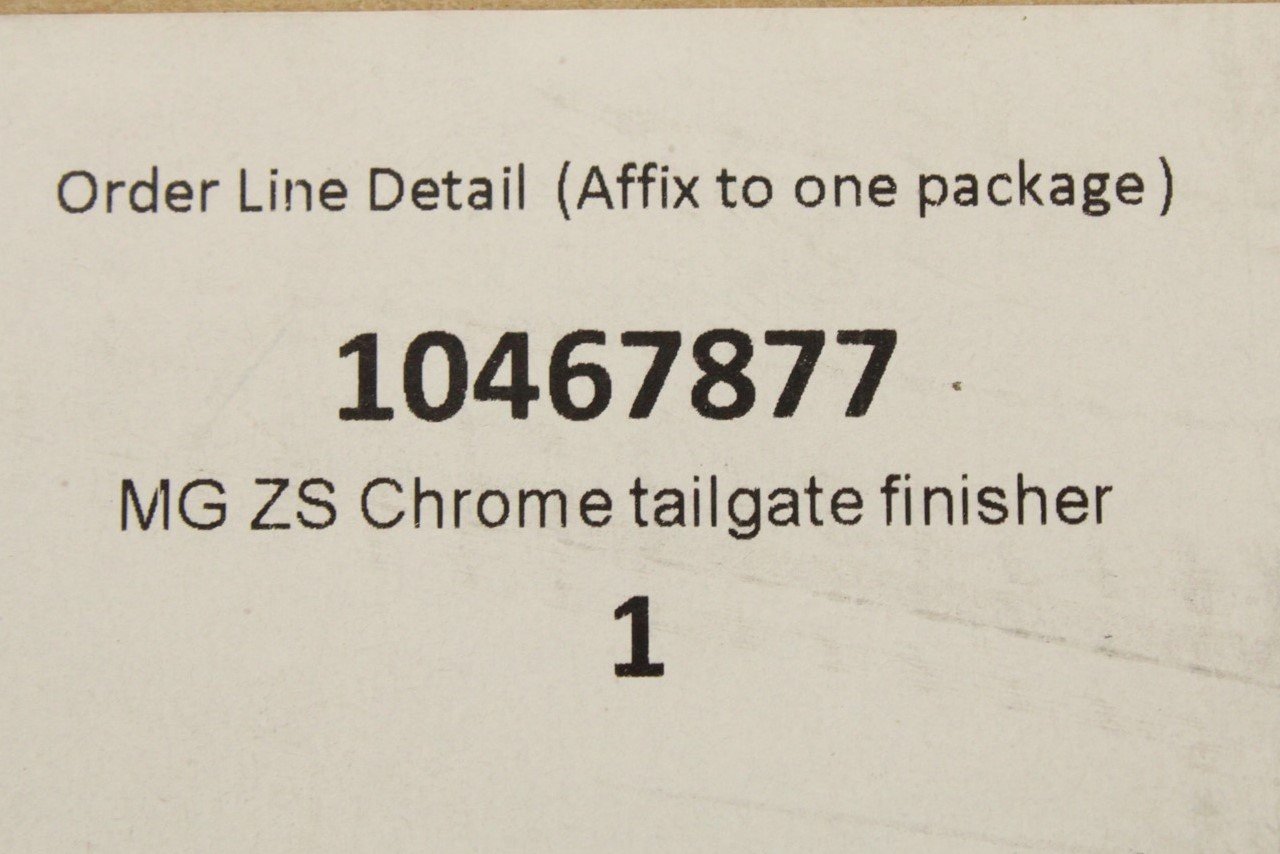 Order Line Detail (Affix to one package)
10467877
MG ZS Chrome tailgate finisher
1